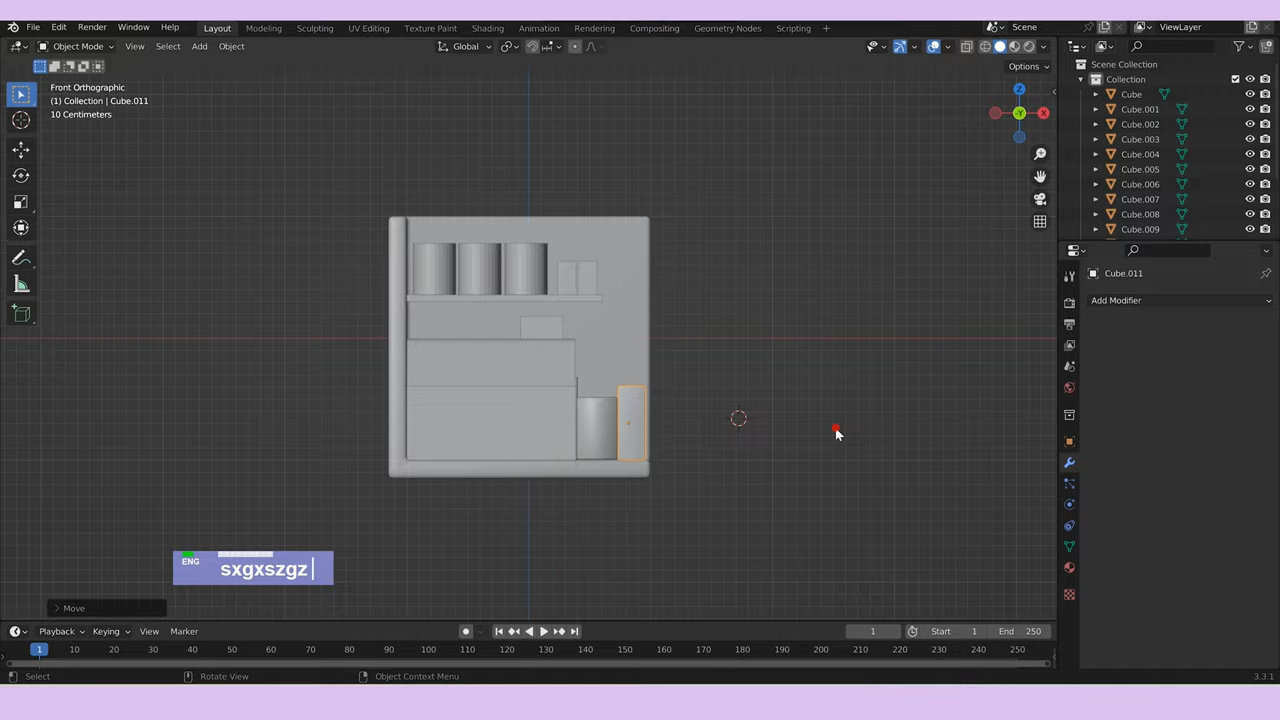 File Edit Render Window Help Layout Modeling Sculpting UV Editing Texture Paint Shading Animation Rendering Compositing Geometry Nodes Scripting + Scene ViewLayer
Object Mode View Select Add Object Global
Options
Front Orthographic
(1) Collection | Cube.011
10 Centimeters
Z
X
-Y
Scene Collection
Collection
Cube
Cube.001
Cube.002
Cube.003
Cube.004
Cube.005
Cube.006
Cube.007
Cube.008
Cube.009
Cube.011
Add Modifier
ENG
sxgxszgz
Move
Playback Keying View Marker 1 Start 1 End 250
1 10 20 30 40 50 60 70 80 90 100 110 120 130 140 150 160 170 180 190 200 210 220 230 240 250
Select Rotate View Object Context Menu 3.3.1